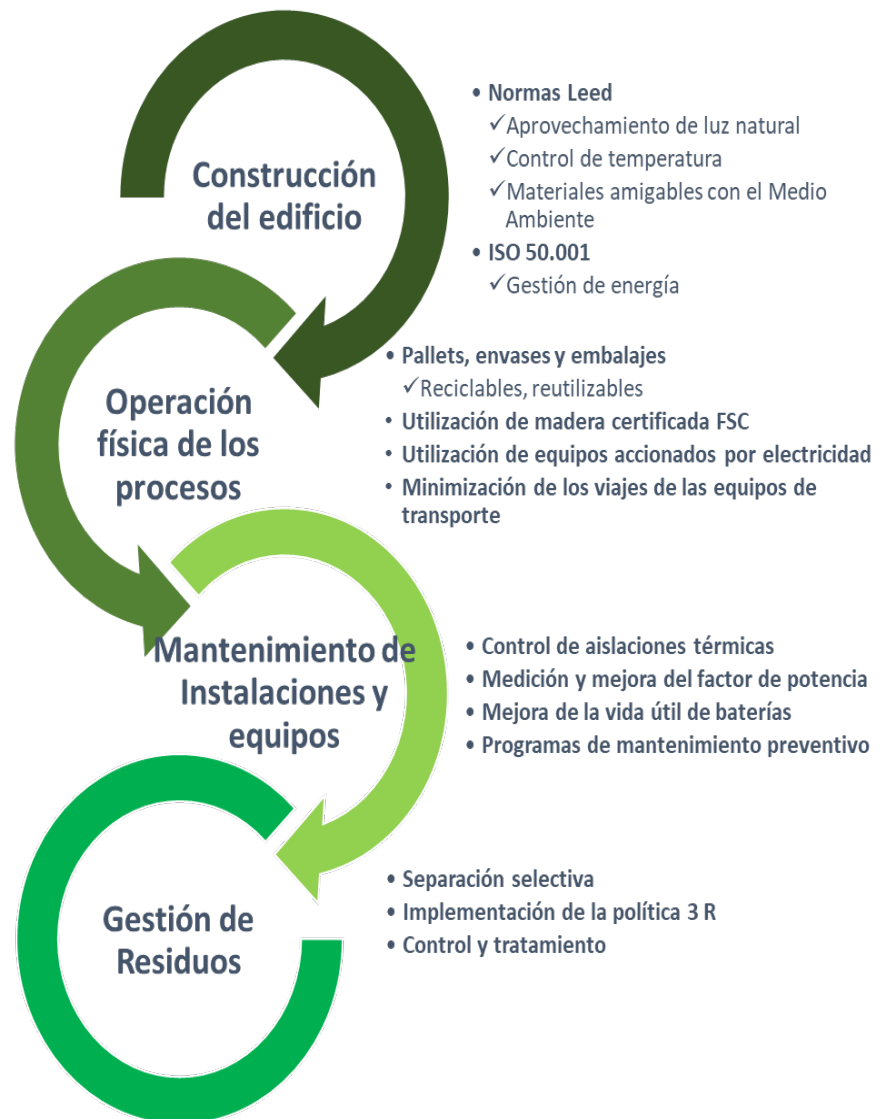 Construcción
del edificio
• Normas Leed
✓Aprovechamiento de luz natural
✓Control de temperatura
✓Materiales amigables con el Medio
Ambiente
• ISO 50.001
✓Gestión de energía
Operación
física de los
procesos
• Pallets, envases y embalajes
✓Reciclables, reutilizables
• Utilización de madera certificada FSC
• Utilización de equipos accionados por electricidad
• Minimización de los viajes de las equipos de
transporte
Mantenimiento de
Instalaciones y
equipos
• Control de aislaciones térmicas
• Medición y mejora del factor de potencia
• Mejora de la vida útil de baterías
• Programas de mantenimiento preventivo
Gestión de
Residuos
• Separación selectiva
• Implementación de la política 3 R
• Control y tratamiento